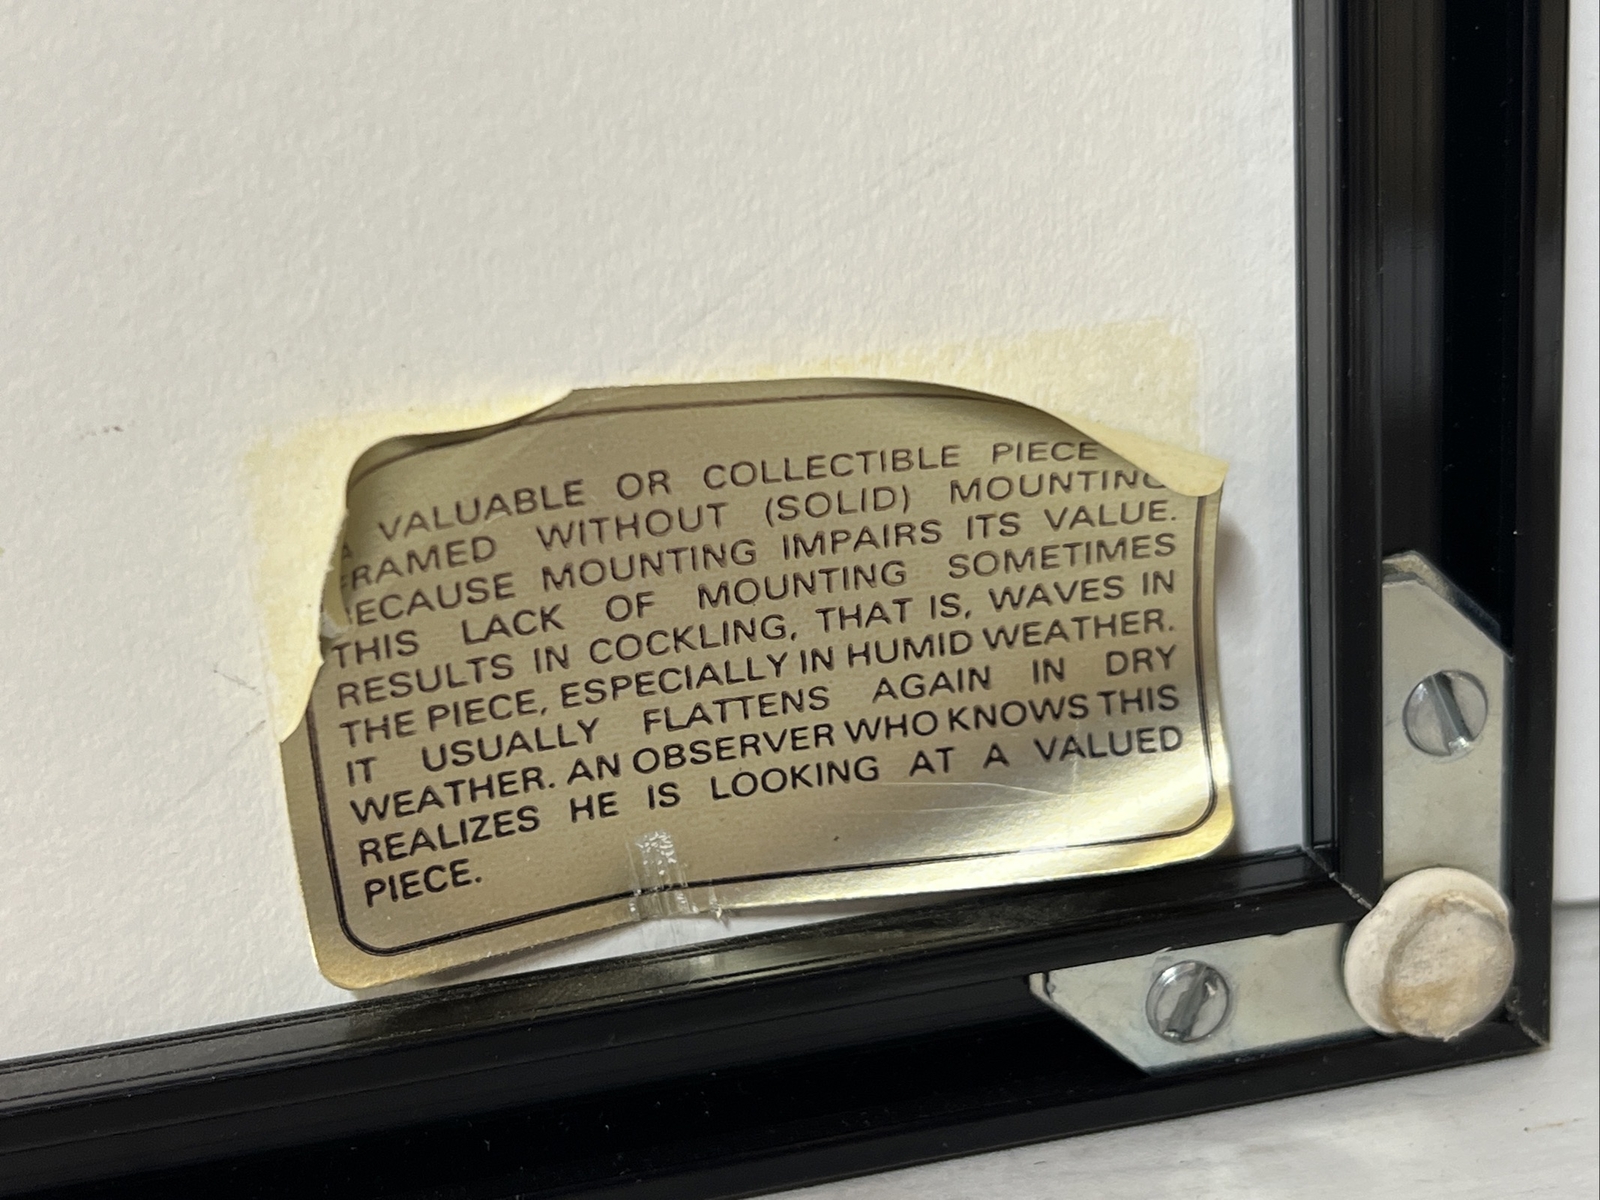 A VALUABLE OR COLLECTIBLE PIECE
FRAMED WITHOUT (SOLID) MOUNTING
BECAUSE MOUNTING IMPAIRS ITS VALUE.
THIS LACK OF MOUNTING SOMETIMES
RESULTS IN COCKLING, THAT IS, WAVES IN
THE PIECE, ESPECIALLY IN HUMID WEATHER.
IT USUALLY FLATTENS AGAIN IN DRY
WEATHER. AN OBSERVER WHO KNOWS THIS
REALIZES HE IS LOOKING AT A VALUED
PIECE.